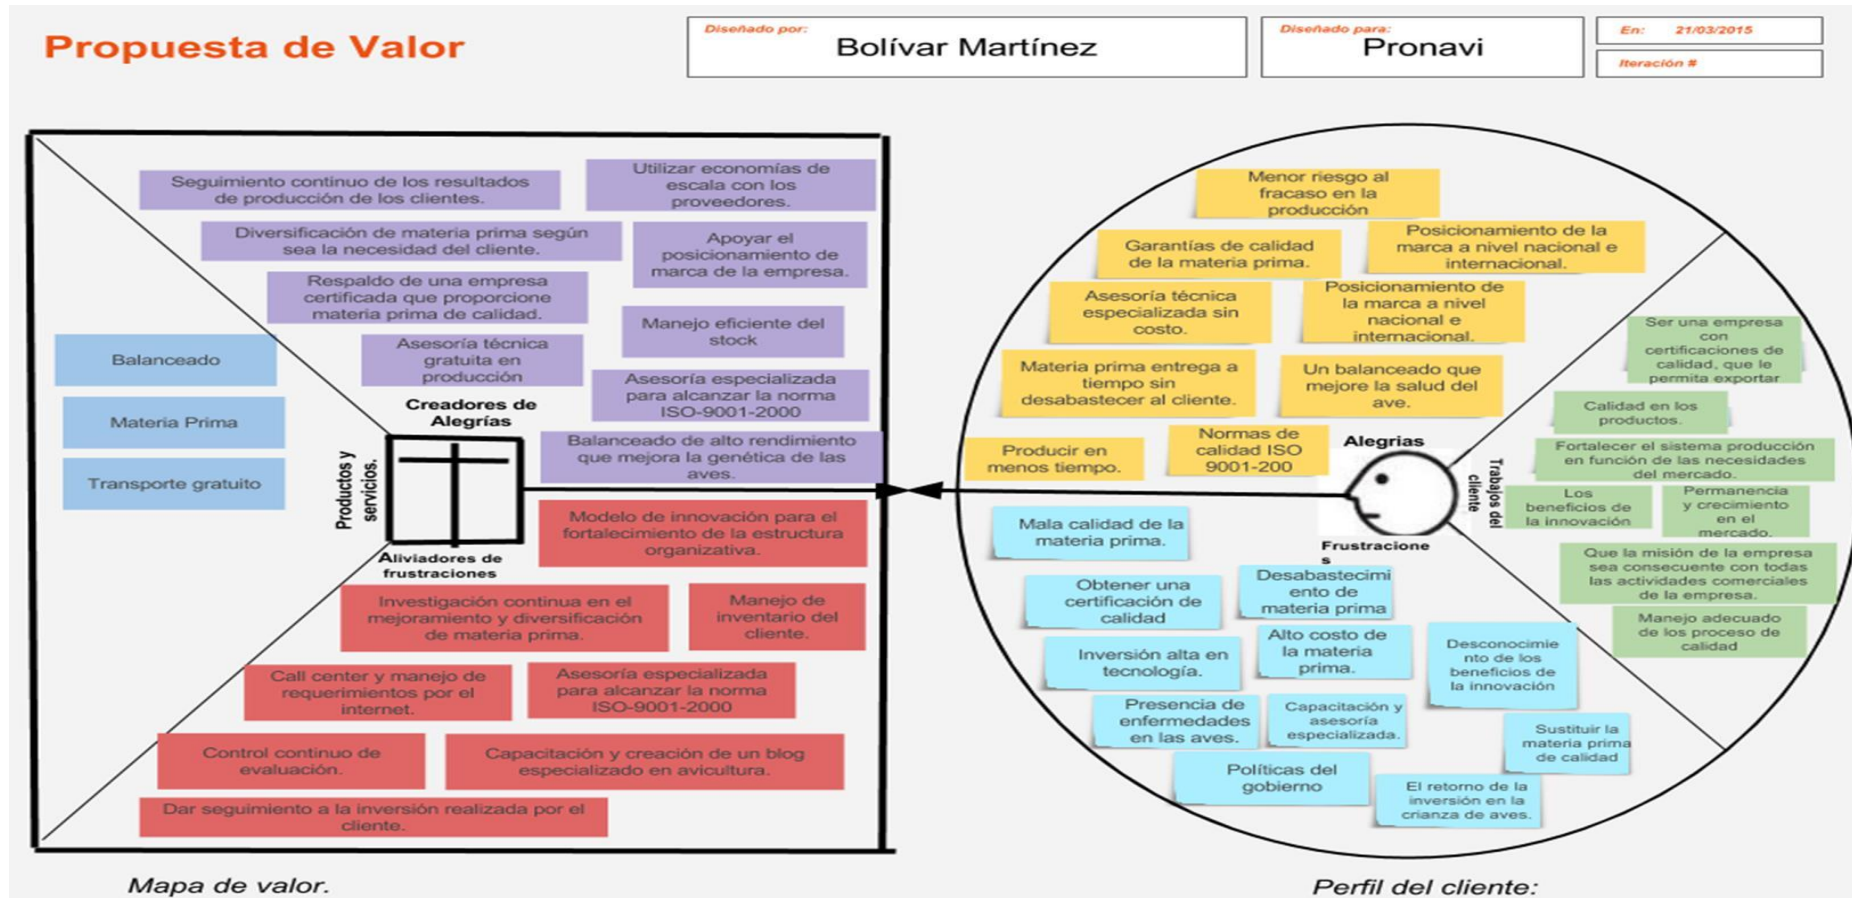 Propuesta de Valor
Diseñado por:
Bolívar Martínez
Diseñado para:
Pronavi
En: 21/03/2015
Iteración #
Seguimiento continuo de los resultados
de producción de los clientes.
Utilizar economías de
escala con los
proveedores.
Diversificación de materia prima según
sea la necesidad del cliente.
Apoyar el
posicionamiento de
marca de la empresa.
Respaldo de una empresa
certificada que proporcione
materia prima de calidad.
Manejo eficiente del
stock
Asesoría técnica
gratuita en
producción
Asesoría especializada
para alcanzar la norma
ISO-9001-2000
Creadores de
Alegrías
Balanceado de alto rendimiento
que mejora la genética de las
aves.
Balanceado
Materia Prima
Transporte gratuito
Productos y
servicios.
Aliviadores de
frustraciones
Modelo de innovación para el
fortalecimiento de la estructura
organizativa.
Investigación continua en el
mejoramiento y diversificación
de materia prima.
Manejo de
inventario del
cliente.
Call center y manejo de
requerimientos por el
internet.
Asesoría especializada
para alcanzar la norma
ISO-9001-2000
Control continuo de
evaluación.
Capacitación y creación de un blog
especializado en avicultura.
Dar seguimiento a la inversión realizada por el
cliente.
Mapa de valor.
Menor riesgo al
fracaso en la
producción
Garantías de calidad
de la materia prima.
Posicionamiento de la
marca a nivel nacional e
internacional.
Asesoría técnica
especializada sin
costo.
Posicionamiento de
la marca a nivel
nacional e
internacional.
Materia prima entrega a
tiempo sin
desabastecer al cliente.
Un balanceado que
mejore la salud del
ave.
Producir en
menos tiempo.
Normas de
calidad ISO
9001-200
Alegrias
Trabajos del
cliente
Frustracione
s
Ser una empresa
con
certificaciones de
calidad, que le
permita exportar
Calidad en los
productos.
Fortalecer el sistema producción
en función de las necesidades
del mercado.
Los
beneficios de
la innovación
Permanencia
y crecimiento
en el
mercado.
Que la misión de la empresa
sea consecuente con todas
las actividades comerciales
de la empresa.
Manejo adecuado
de los proceso de
calidad
Mala calidad de la
materia prima.
Obtener una
certificación de
calidad
Desabastecimi
ento de
materia prima
Inversión alta en
tecnología.
Alto costo de
la materia
prima.
Desconocimie
nto de los
beneficios de
la innovación
Presencia de
enfermedades
en las aves.
Capacitación y
asesoría
especializada.
Sustituir la
materia prima
de calidad
Políticas del
gobierno
El retorno de la
inversión en la
crianza de aves.
Perfil del cliente: